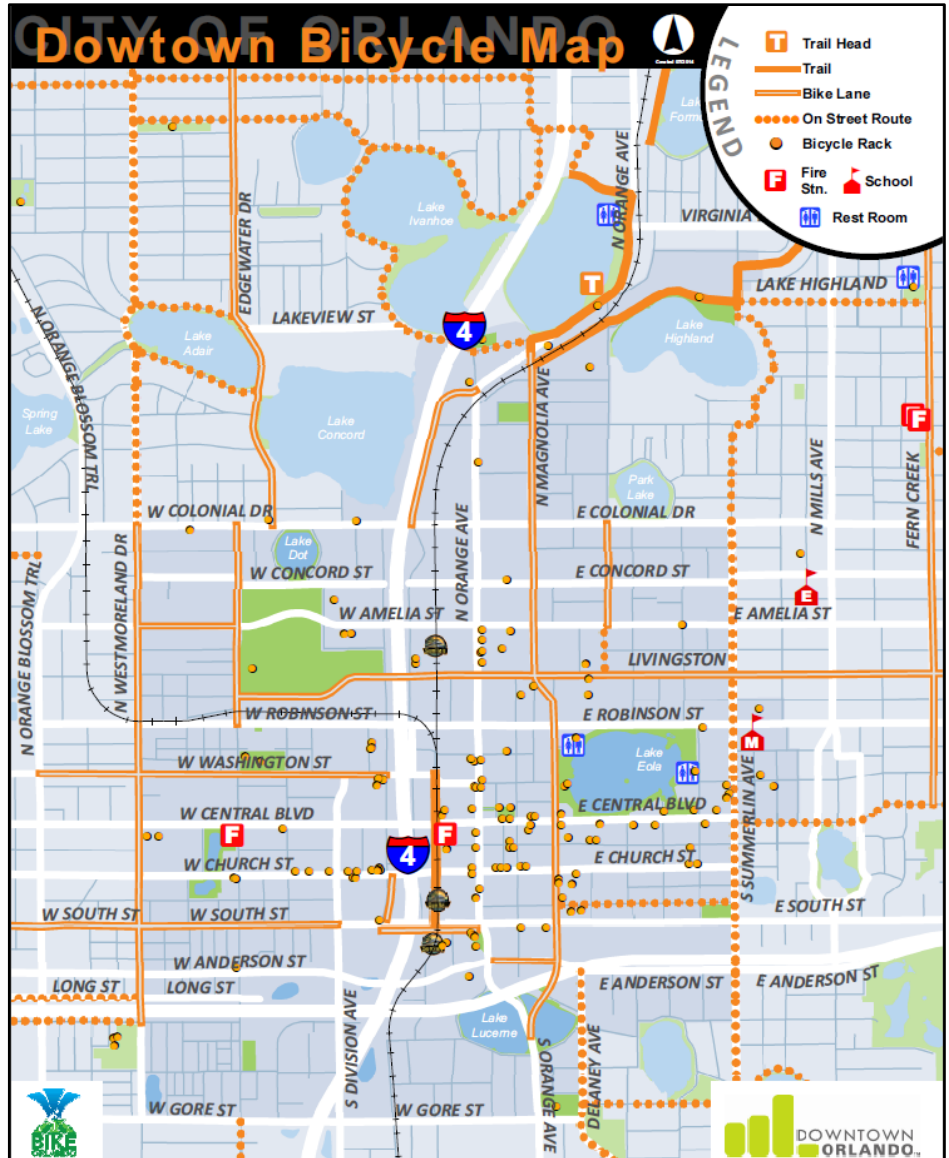 CITY OF ORLANDO
Dowtown Bicycle Map
LEGEND
T Trail Head
Trail
Bike Lane
On Street Route
Bicycle Rack
F Fire Stn.
School
Rest Room
Lake Ivanhoe
N ORANGE AVE
VIRGINIA
EDGEWATER DR
LAKE HIGHLAND
T
LAKEVIEW ST
4
N ORANGE BLOSSOM TRL
Lake Adair
Lake Highland
Spring Lake
Lake Concord
N MAGNOLIA AVE
F
N MILLS AVE
FERN CREEK
Park Lake
W COLONIAL DR
E COLONIAL DR
N ORANGE AVE
Lake Dot
W CONCORD ST
E CONCORD ST
N WESTMORELAND DR
N ORANGE BLOSSOM TRL
E
W AMELIA ST
E AMELIA ST
LIVINGSTON
W ROBINSON ST
E ROBINSON ST
M
Lake Eola
W WASHINGTON ST
S SUMMERLIN AVE
W CENTRAL BLVD
E CENTRAL BLVD
F
F
4
W CHURCH ST
E CHURCH ST
W SOUTH ST
W SOUTH ST
E SOUTH ST
W ANDERSON ST
E ANDERSON ST
E ANDERSON ST
LONG ST
LONG ST
S DIVISION AVE
Lake Lucerne
S ORANGE AVE
DELANEY AVE
W GORE ST
W GORE ST
BIKE
DOWNTOWN
ORLANDO